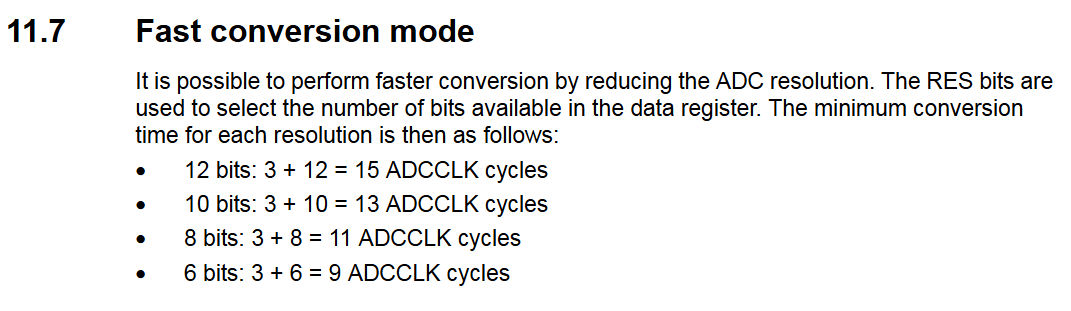 11.7 Fast conversion mode
It is possible to perform faster conversion by reducing the ADC resolution. The RES bits are
used to select the number of bits available in the data register. The minimum conversion
time for each resolution is then as follows:
• 12 bits: 3 + 12 = 15 ADCCLK cycles
• 10 bits: 3 + 10 = 13 ADCCLK cycles
• 8 bits: 3 + 8 = 11 ADCCLK cycles
• 6 bits: 3 + 6 = 9 ADCCLK cycles